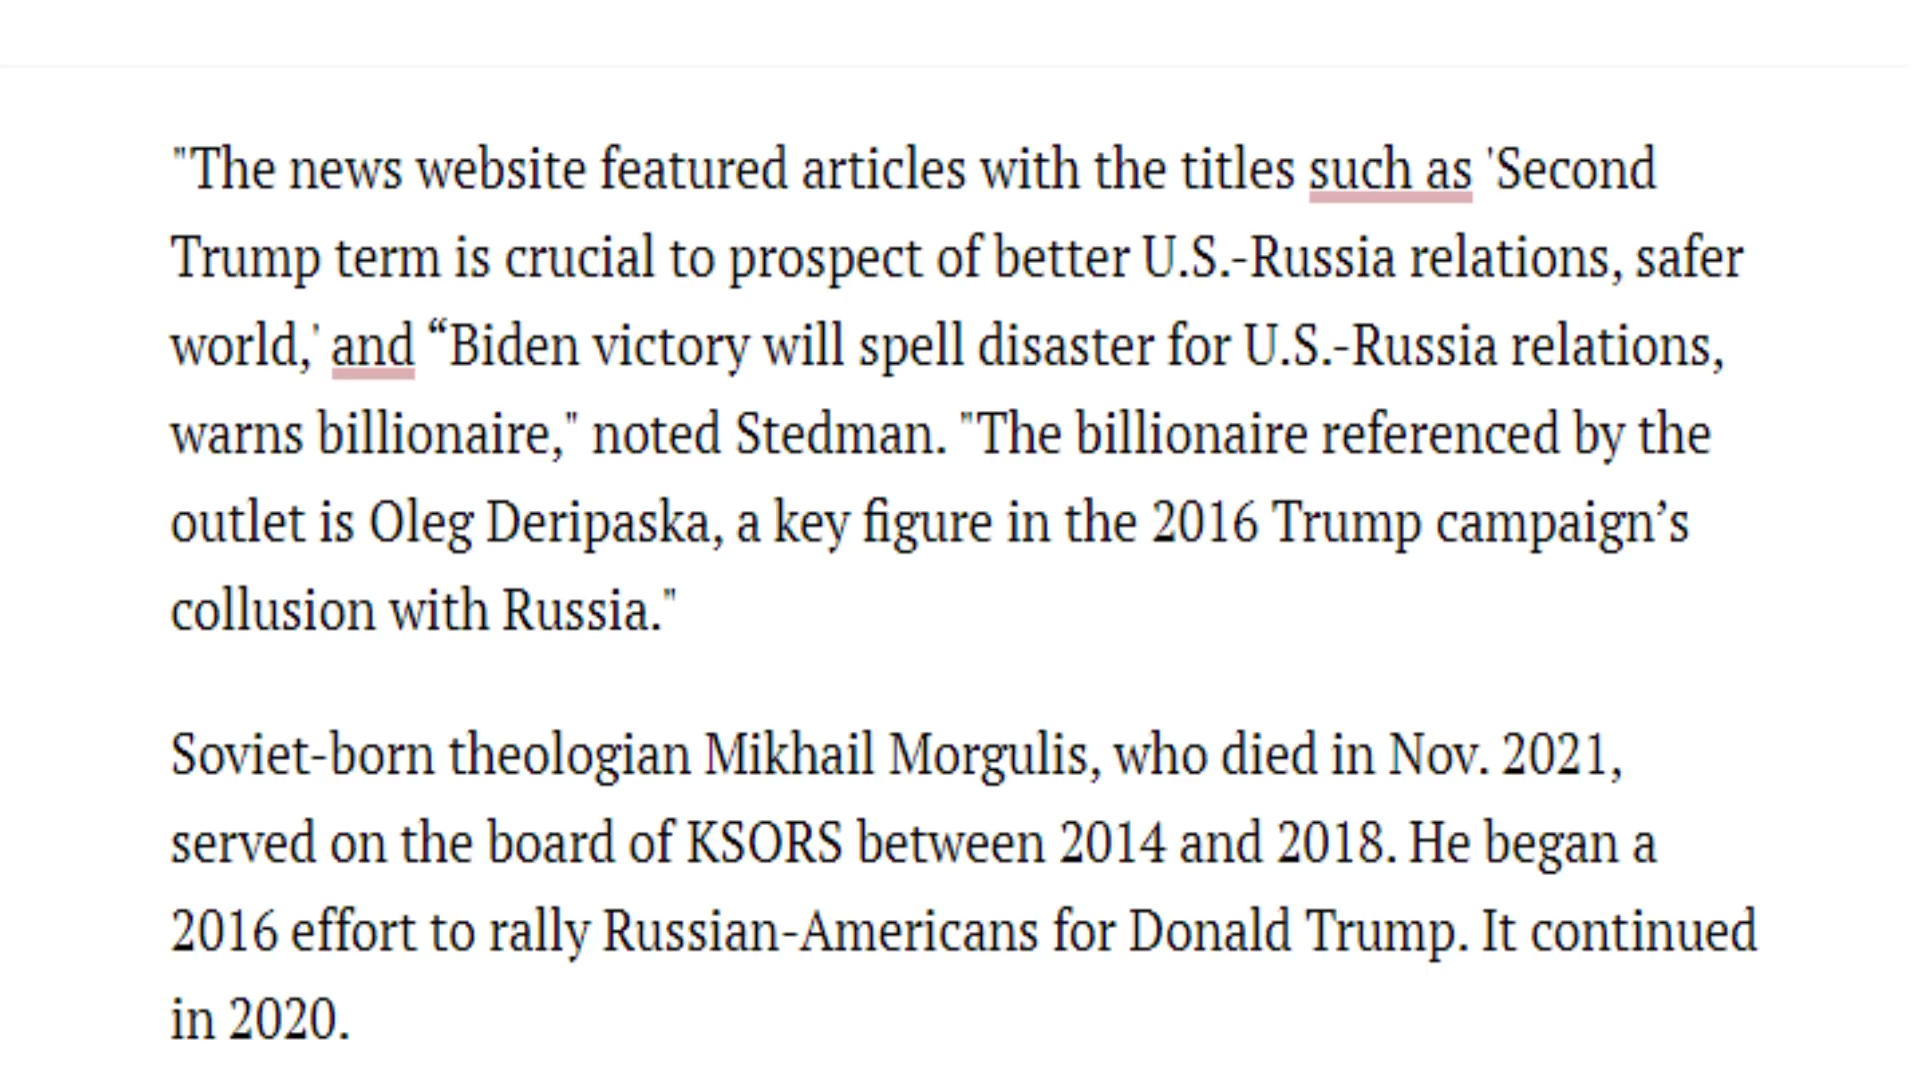 "The news website featured articles with the titles such as 'Second
Trump term is crucial to prospect of better U.S.-Russia relations, safer
world,' and “Biden victory will spell disaster for U.S.-Russia relations,
warns billionaire," noted Stedman. "The billionaire referenced by the
outlet is Oleg Deripaska, a key figure in the 2016 Trump campaign’s
collusion with Russia."
Soviet-born theologian Mikhail Morgulis, who died in Nov. 2021,
served on the board of KSORS between 2014 and 2018. He began a
2016 effort to rally Russian-Americans for Donald Trump. It continued
in 2020.